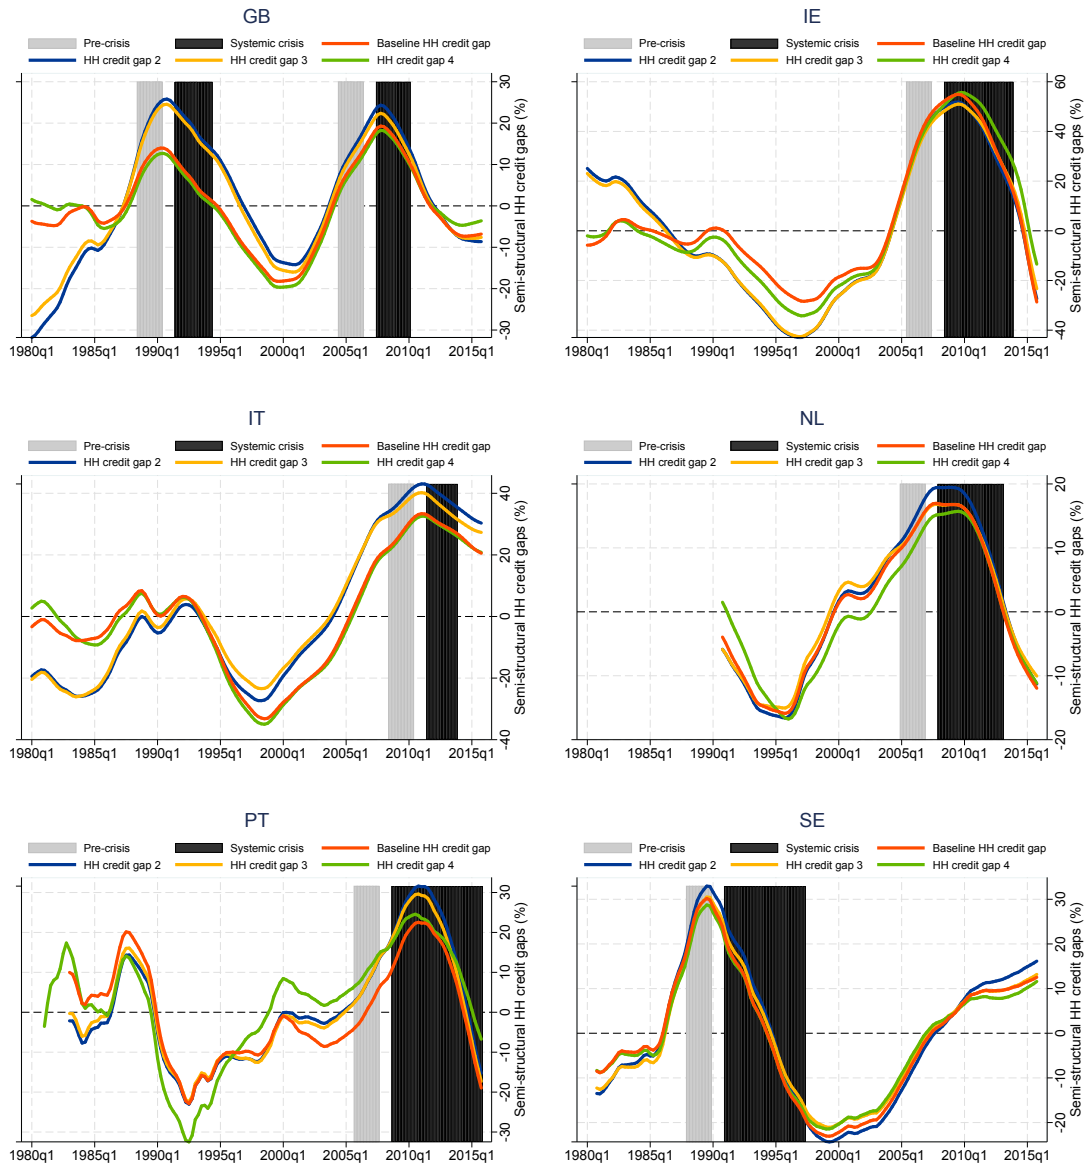 GB
Pre-crisis Systemic crisis Baseline HH credit gap
HH credit gap 2 HH credit gap 3 HH credit gap 4
30
20
10
0
-10
-20
-30
Semi-structural HH credit gaps (%)
1980q1 1985q1 1990q1 1995q1 2000q1 2005q1 2010q1 2015q1
IE
Pre-crisis Systemic crisis Baseline HH credit gap
HH credit gap 2 HH credit gap 3 HH credit gap 4
60
40
20
0
-20
-40
Semi-structural HH credit gaps (%)
1980q1 1985q1 1990q1 1995q1 2000q1 2005q1 2010q1 2015q1
IT
Pre-crisis Systemic crisis Baseline HH credit gap
HH credit gap 2 HH credit gap 3 HH credit gap 4
40
20
0
-20
-40
Semi-structural HH credit gaps (%)
1980q1 1985q1 1990q1 1995q1 2000q1 2005q1 2010q1 2015q1
NL
Pre-crisis Systemic crisis Baseline HH credit gap
HH credit gap 2 HH credit gap 3 HH credit gap 4
20
10
0
-10
-20
Semi-structural HH credit gaps (%)
1980q1 1985q1 1990q1 1995q1 2000q1 2005q1 2010q1 2015q1
PT
Pre-crisis Systemic crisis Baseline HH credit gap
HH credit gap 2 HH credit gap 3 HH credit gap 4
30
20
10
0
-10
-20
-30
Semi-structural HH credit gaps (%)
1980q1 1985q1 1990q1 1995q1 2000q1 2005q1 2010q1 2015q1
SE
Pre-crisis Systemic crisis Baseline HH credit gap
HH credit gap 2 HH credit gap 3 HH credit gap 4
30
20
10
0
-10
-20
Semi-structural HH credit gaps (%)
1980q1 1985q1 1990q1 1995q1 2000q1 2005q1 2010q1 2015q1